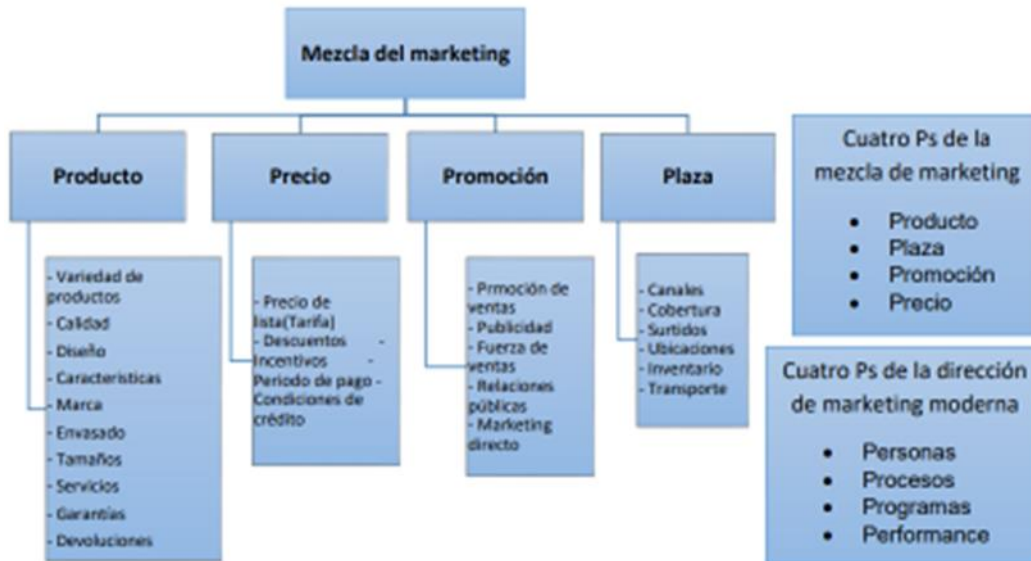 Mezcla del marketing
Producto
Precio
Promoción
Plaza
- Variedad de
productos
- Calidad
- Diseño
- Características
- Marca
- Envasado
- Tamaños
- Servicios
- Garantías
- Devoluciones
- Precio de
lista(Tarifa)
- Descuentos -
Incentivos -
Periodo de pago -
Condiciones de
crédito
- Prmoción de
ventas
- Publicidad
- Fuerza de
ventas
- Relaciones
públicas
- Marketing
directo
- Canales
- Cobertura
- Surtidos
- Ubicaciones
- Inventario
- Transporte
Cuatro Ps de la
mezcla de marketing
• Producto
• Plaza
• Promoción
• Precio
Cuatro Ps de la dirección
de marketing moderna
• Personas
• Procesos
• Programas
• Performance